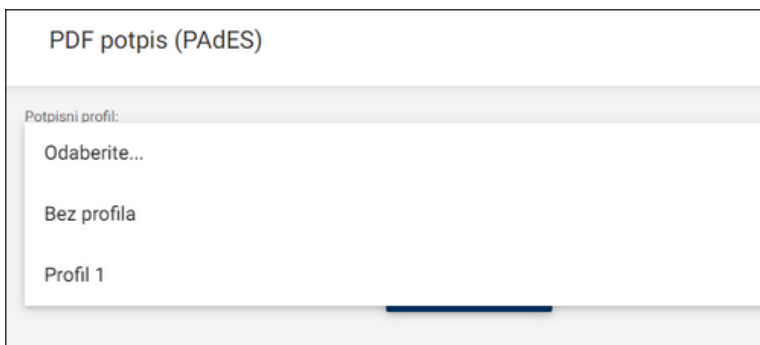 PDF potpis (PAdES)
Potpisni profil:
Odaberite...
Bez profila
Profil 1